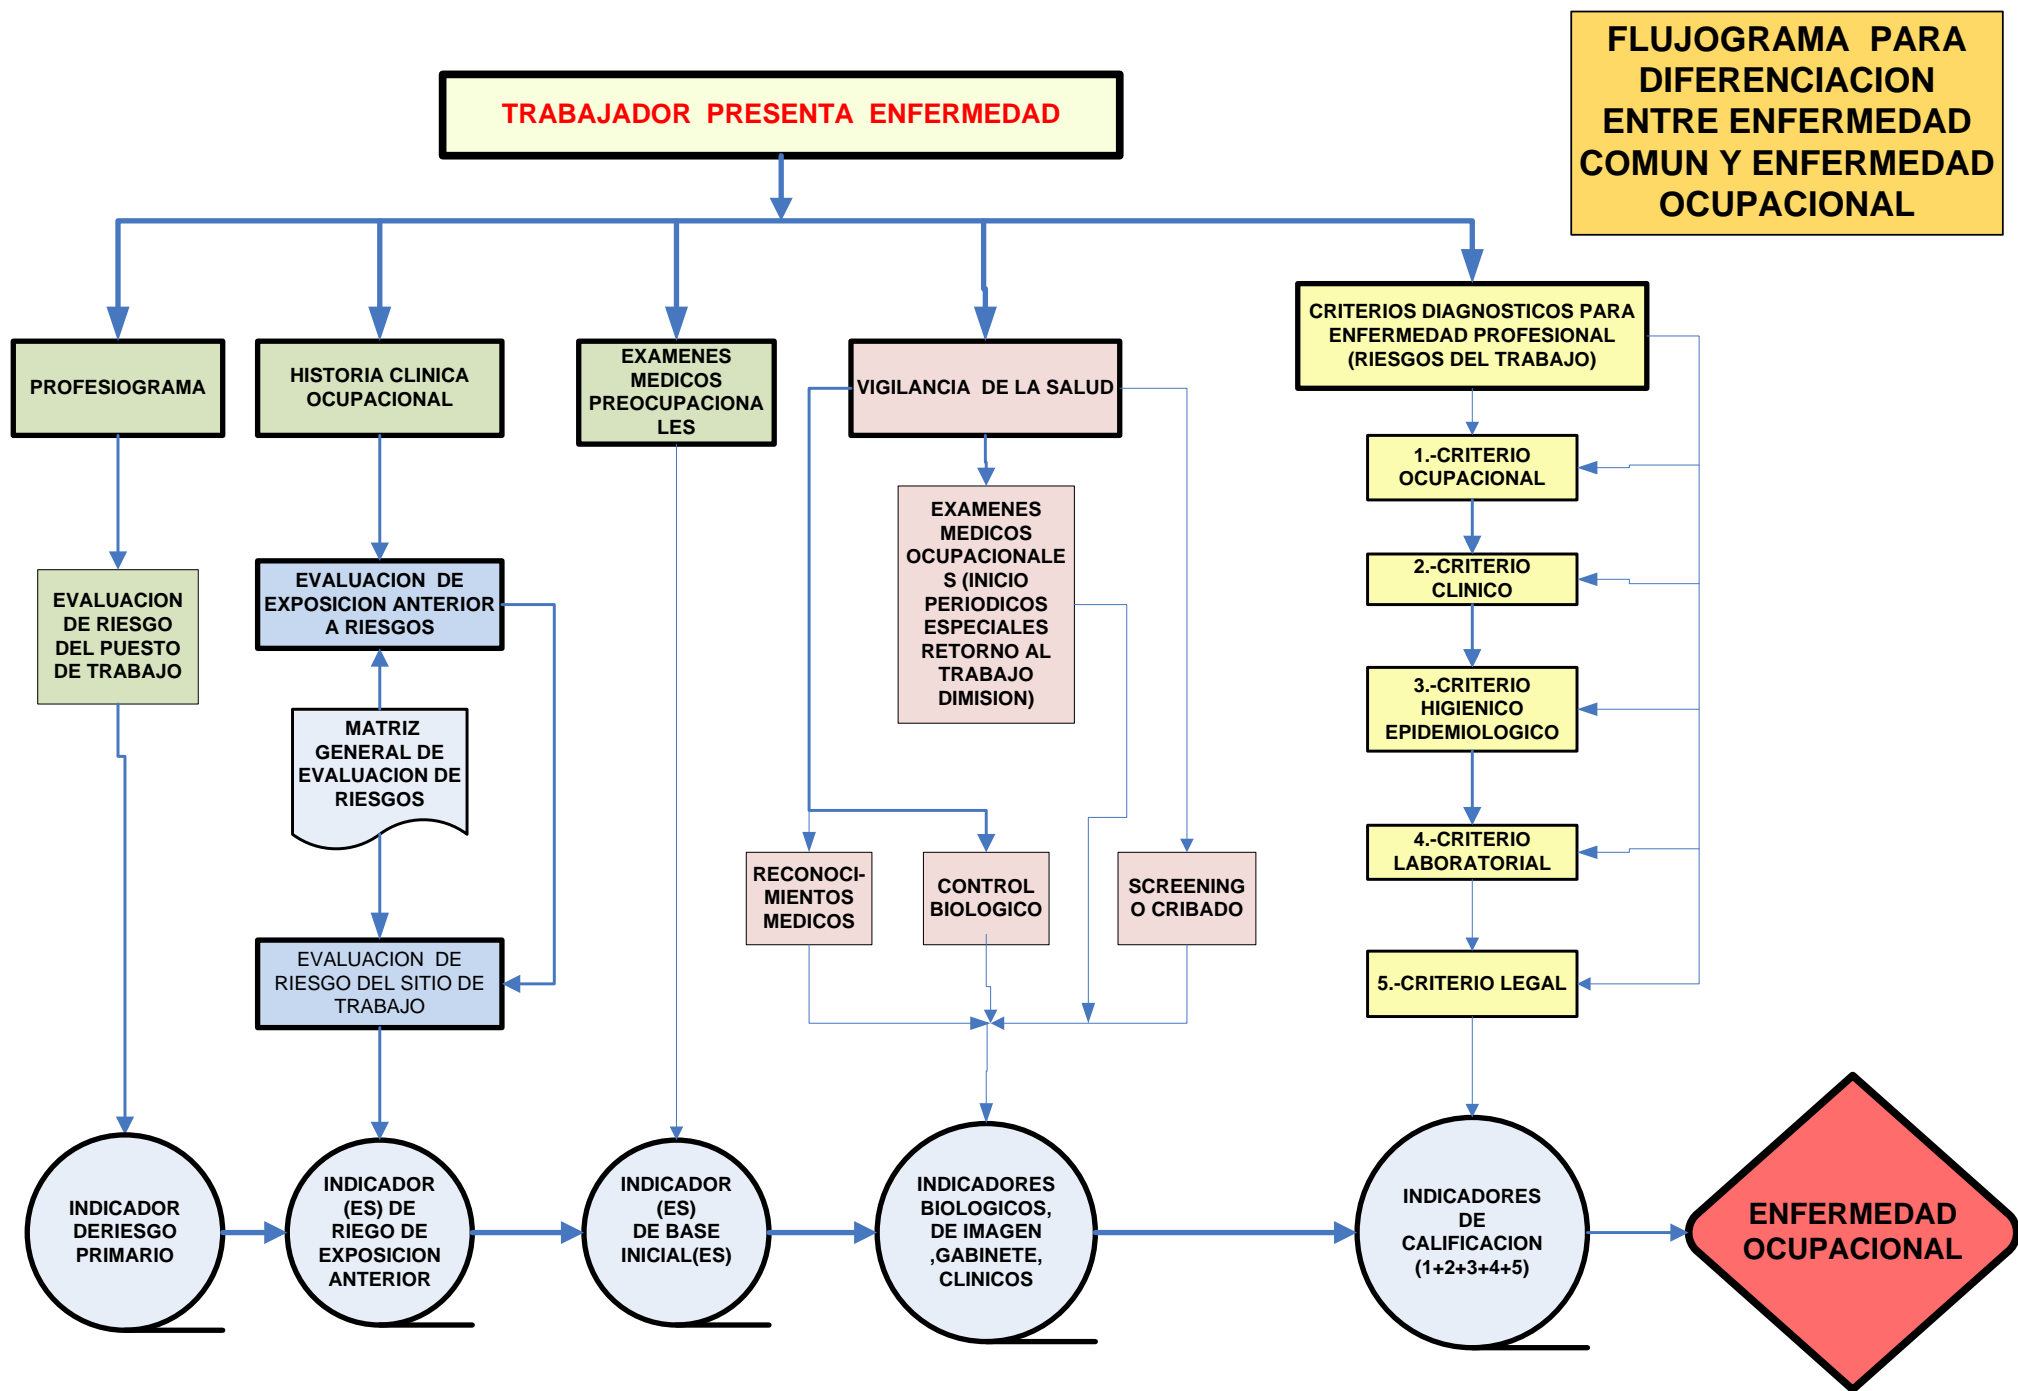 FLUJOGRAMA PARA
DIFERENCIACION
ENTRE ENFERMEDAD
COMUN Y ENFERMEDAD
OCUPACIONAL
TRABAJADOR PRESENTA ENFERMEDAD
PROFESIOGRAMA
HISTORIA CLINICA
OCUPACIONAL
EXAMENES
MEDICOS
PREOCUPACIONA
LES
VIGILANCIA DE LA SALUD
CRITERIOS DIAGNOSTICOS PARA
ENFERMEDAD PROFESIONAL
(RIESGOS DEL TRABAJO)
EVALUACION
DE RIESGO
DEL PUESTO
DE TRABAJO
EVALUACION DE
EXPOSICION ANTERIOR
A RIESGOS
MATRIZ
GENERAL DE
EVALUACION DE
RIESGOS
EVALUACION DE
RIESGO DEL SITIO DE
TRABAJO
EXAMENES
MEDICOS
OCUPACIONALE
S (INICIO
PERIODICOS
ESPECIALES
RETORNO AL
TRABAJO
DIMISION)
RECONOCI-
MIENTOS
MEDICOS
CONTROL
BIOLOGICO
SCREENING
O CRIBADO
1.-CRITERIO
OCUPACIONAL
2.-CRITERIO
CLINICO
3.-CRITERIO
HIGIENICO
EPIDEMIOLOGICO
4.-CRITERIO
LABORATORIAL
5.-CRITERIO LEGAL
INDICADOR
DERIESGO
PRIMARIO
INDICADOR
(ES) DE
RIEGO DE
EXPOSICION
ANTERIOR
INDICADOR
(ES)
DE BASE
INICIAL(ES)
INDICADORES
BIOLOGICOS,
DE IMAGEN
,GABINETE,
CLINICOS
INDICADORES
DE
CALIFICACION
(1+2+3+4+5)
ENFERMEDAD
OCUPACIONAL